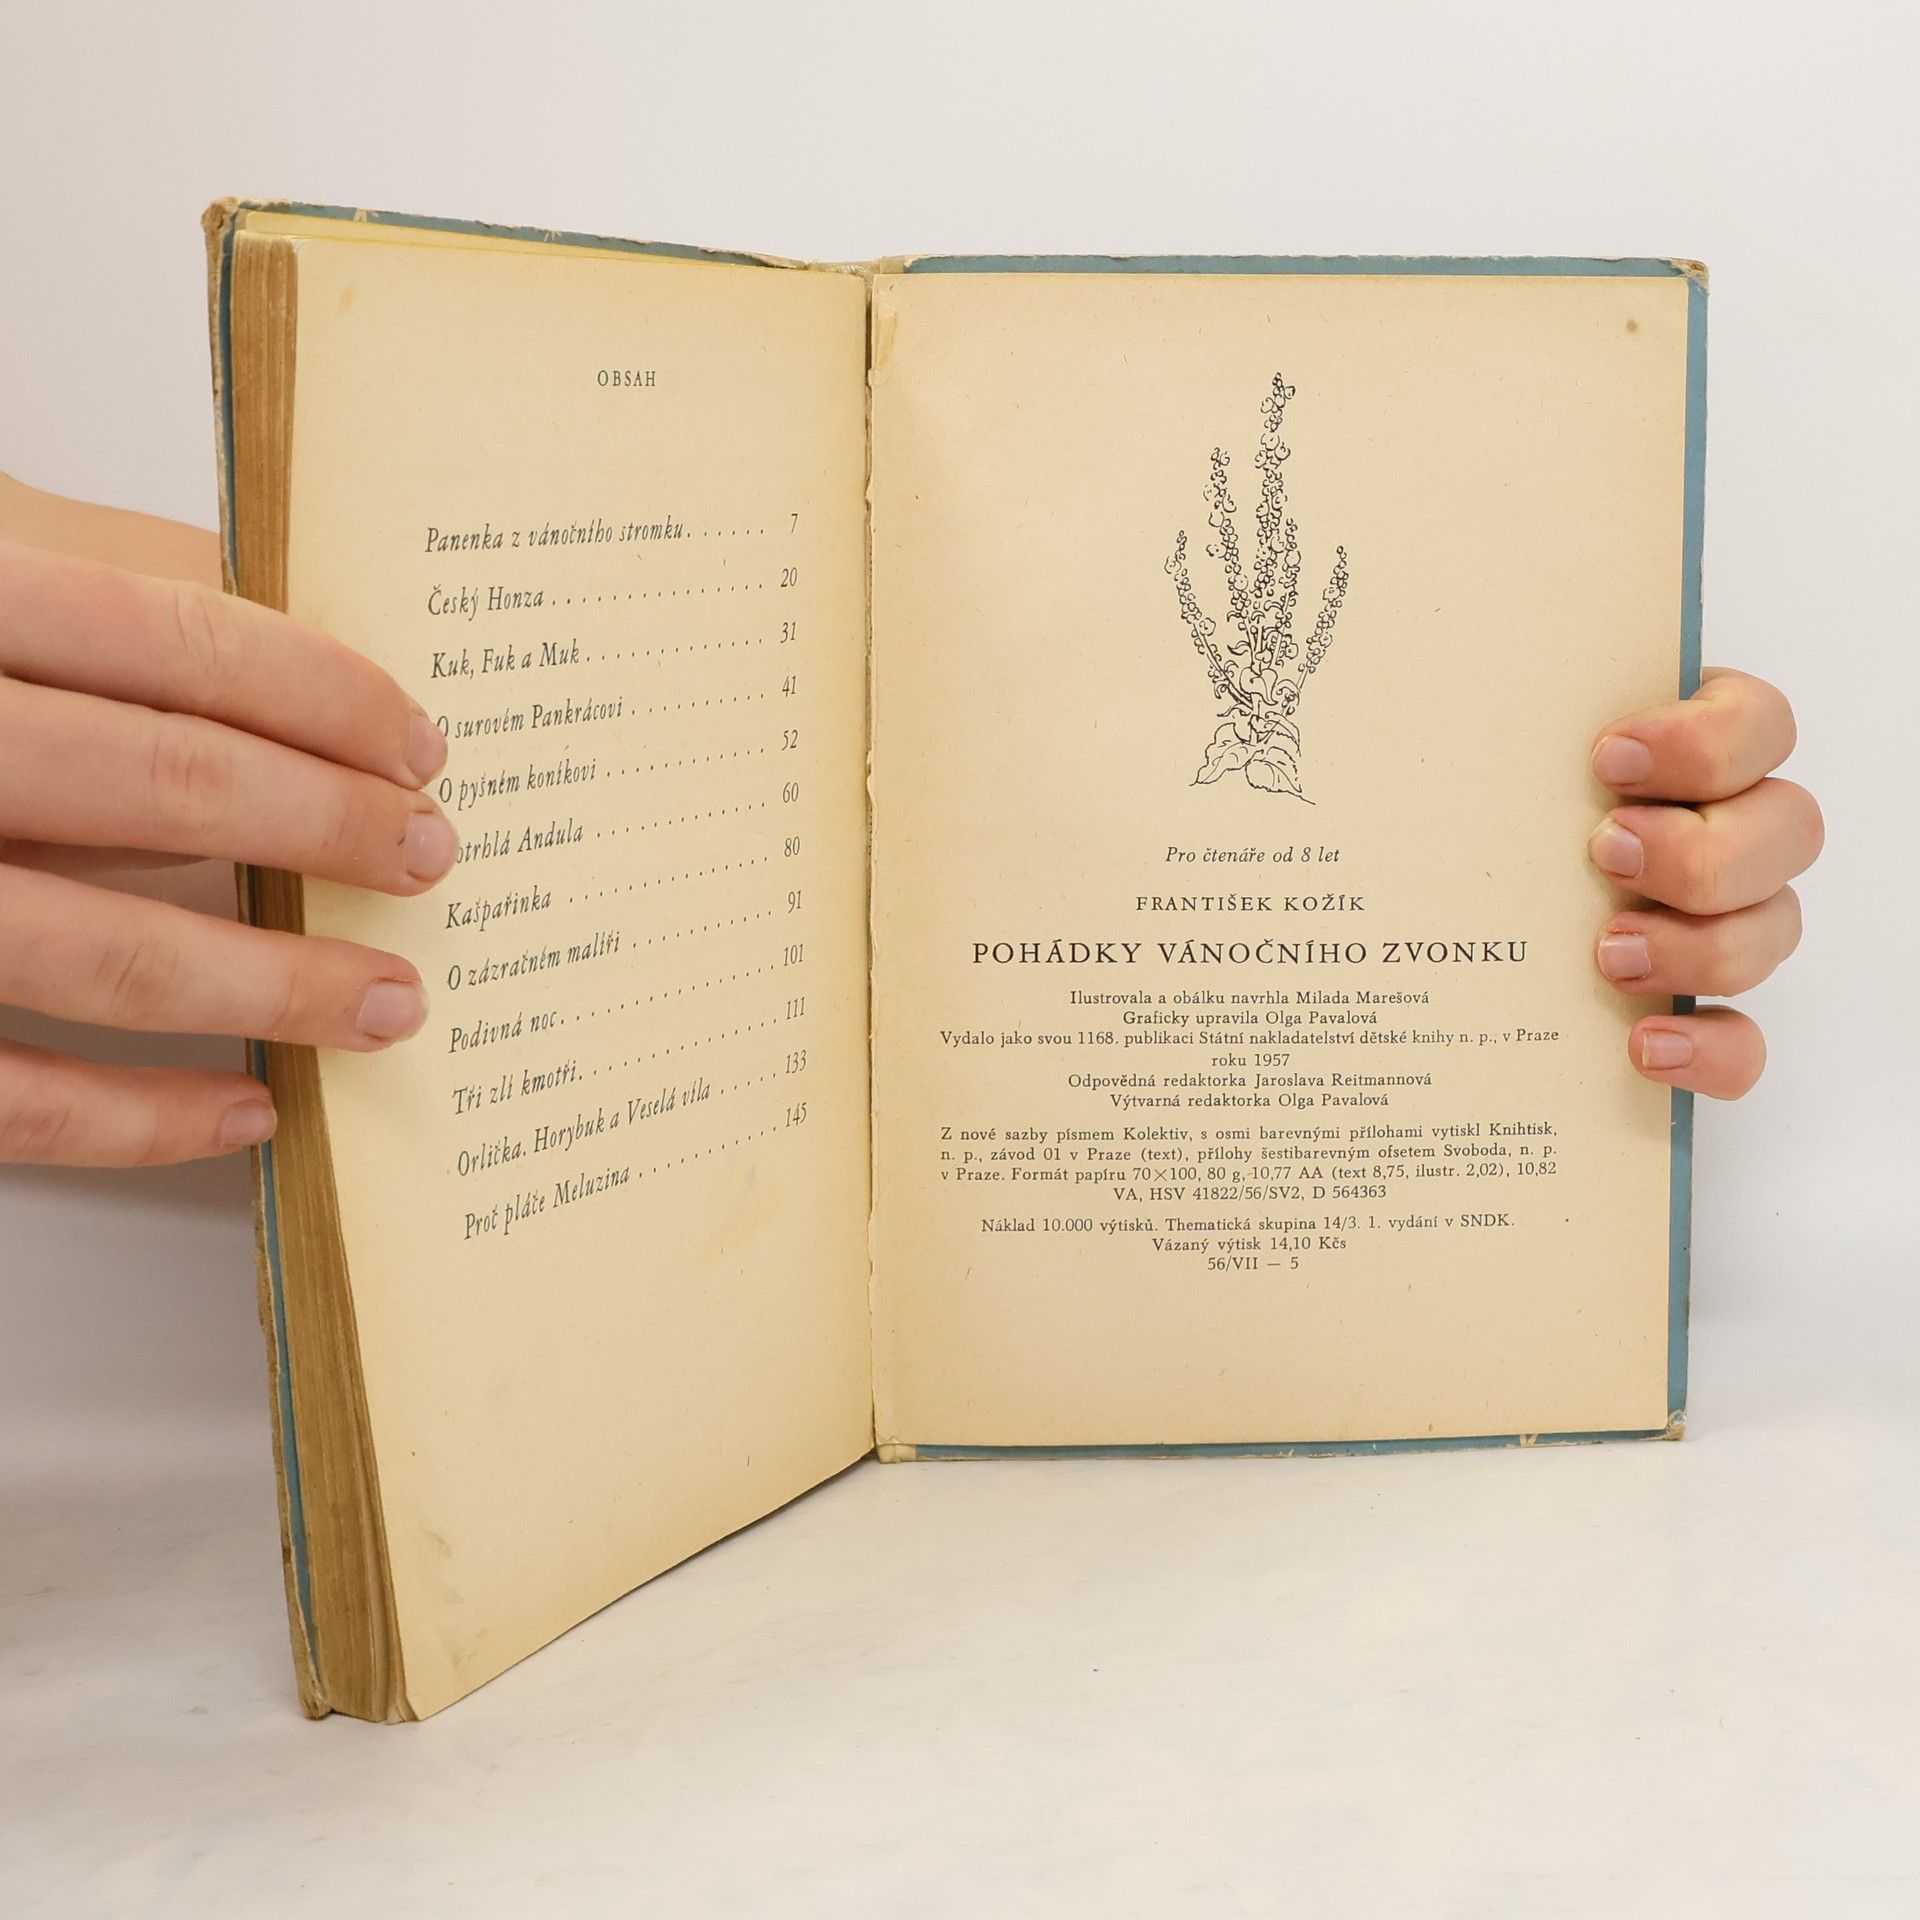 OBSAH
Panenka z vánočního stromku...... 7
Český Honza............... 20
Kuk, Fuk a Muk............. 31
O surovém Pankrácovi.......... 41
O pyšném koníkovi............ 52
Andula............. 60
Kašpařinka.............. 80
O zázračném malíři........... 91
Podivná noc............... 101
Tři zlí kmotři.............. 111
Orlička, Horybuk a Veselá víla..... 133
Proč pláče Meluzina.......... 145
Pro čtenáře od 8 let
FRANTIŠEK KOŽÍK
POHÁDKY VÁNOČNÍHO ZVONKU
Ilustrovala a obálku navrhla Milada Marešová
Graficky upravila Olga Pavalová
Vydalo jako svou 1168. publikaci Státní nakladatelství dětské knihy n. p., v Praze
roku 1957
Odpovědná redaktorka Jaroslava Reitmannová
Výtvarná redaktorka Olga Pavalová
Z nové sazby písmem Kolektiv, s osmi barevnými přílohami vytiskl Knihtisk,
n. p., závod 01 v Praze (text), přílohy šestibarevným ofsetem Svoboda, n. p.
v Praze. Formát papíru 70×100, 80 g, 10,77 AA (text 8,75, ilustr. 2,02), 10,82
VA, HSV 41822/56/SV2, D 564363
Náklad 10.000 výtisků. Thematická skupina 14/3. 1. vydání v SNDK.
Vázaný výtisk 14,10 Kčs
56/VII — 5